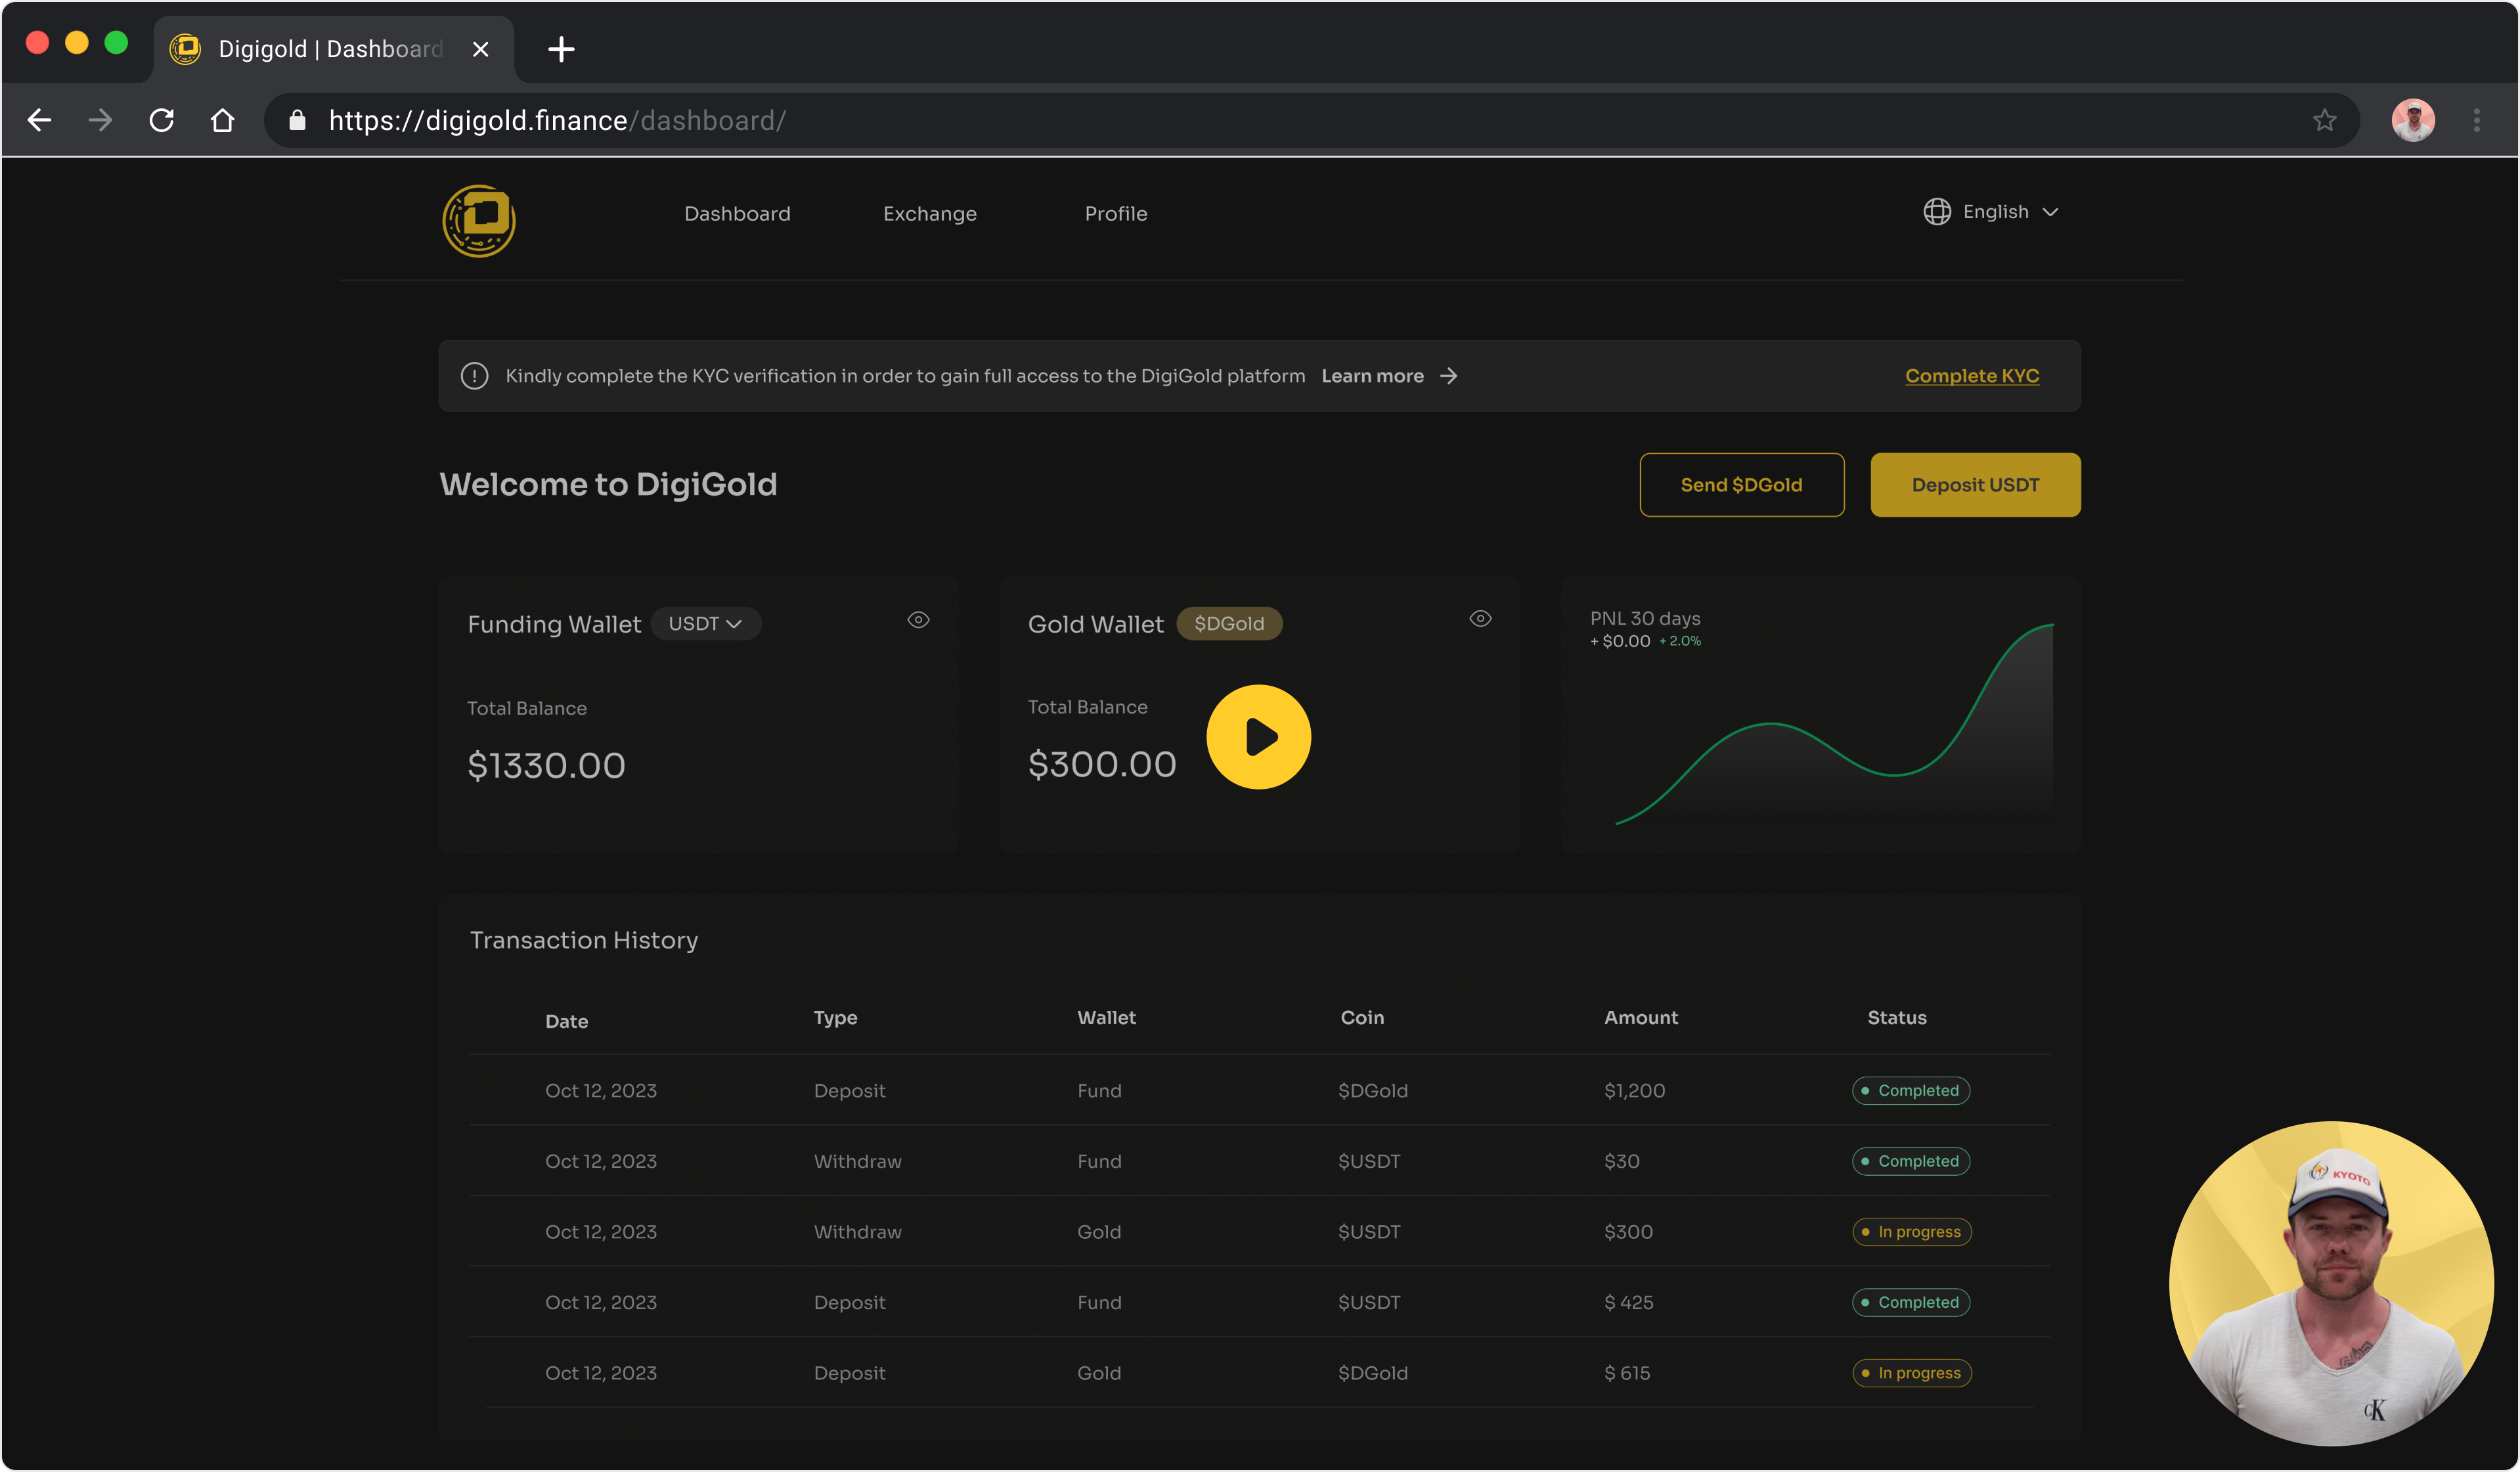 Digigold | Dashboard
https://digigold.finance/dashboard/
Dashboard Exchange Profile English
Kindly complete the KYC verification in order to gain full access to the DigiGold platform Learn more Complete KYC
Welcome to DigiGold Send $DGold Deposit USDT
Funding Wallet USDT
Total Balance
$1330.00
Gold Wallet $DGold
Total Balance
$300.00
PNL 30 days
+ $0.00 + 2.0%
Transaction History
Date Type Wallet Coin Amount Status
Oct 12, 2023 Deposit Fund $DGold $1,200 Completed
Oct 12, 2023 Withdraw Fund $USDT $30 Completed
Oct 12, 2023 Withdraw Gold $USDT $300 In progress
Oct 12, 2023 Deposit Fund $USDT $ 425 Completed
Oct 12, 2023 Deposit Gold $DGold $ 615 In progress
KYOTO
cK